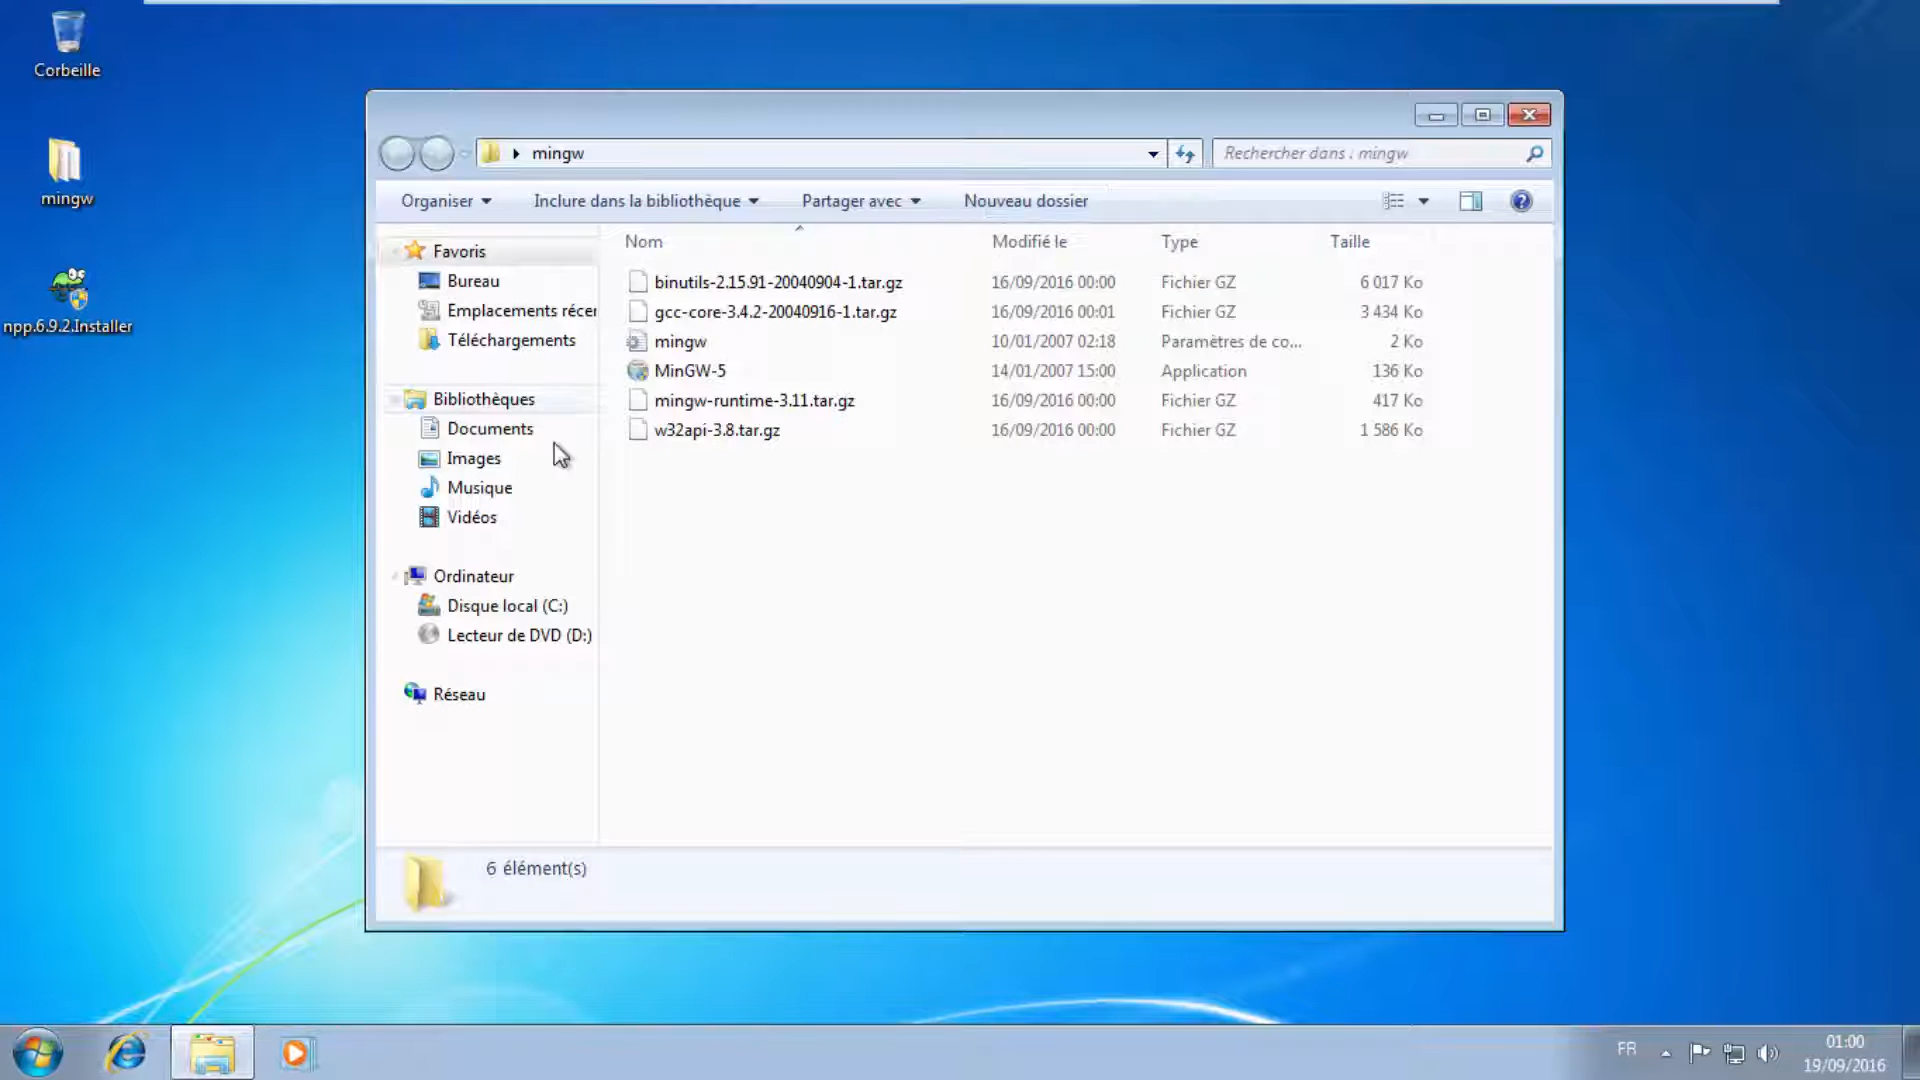 Corbeille
mingw
npp.6.9.2.Installer
mingw
Rechercher dans : mingw
Organiser
Inclure dans la bibliothèque
Partager avec
Nouveau dossier
Favoris
Bureau
Emplacements récer
Téléchargements
Bibliothèques
Documents
Images
Musique
Vidéos
Ordinateur
Disque local (C:)
Lecteur de DVD (D:)
Réseau
Nom Modifié le Type Taille
binutils-2.15.91-20040904-1.tar.gz 16/09/2016 00:00 Fichier GZ 6 017 Ko
gcc-core-3.4.2-20040916-1.tar.gz 16/09/2016 00:01 Fichier GZ 3 434 Ko
mingw 10/01/2007 02:18 Paramètres de co... 2 Ko
MinGW-5 14/01/2007 15:00 Application 136 Ko
mingw-runtime-3.11.tar.gz 16/09/2016 00:00 Fichier GZ 417 Ko
w32api-3.8.tar.gz 16/09/2016 00:00 Fichier GZ 1 586 Ko
6 élément(s)
FR
01:00
19/09/2016